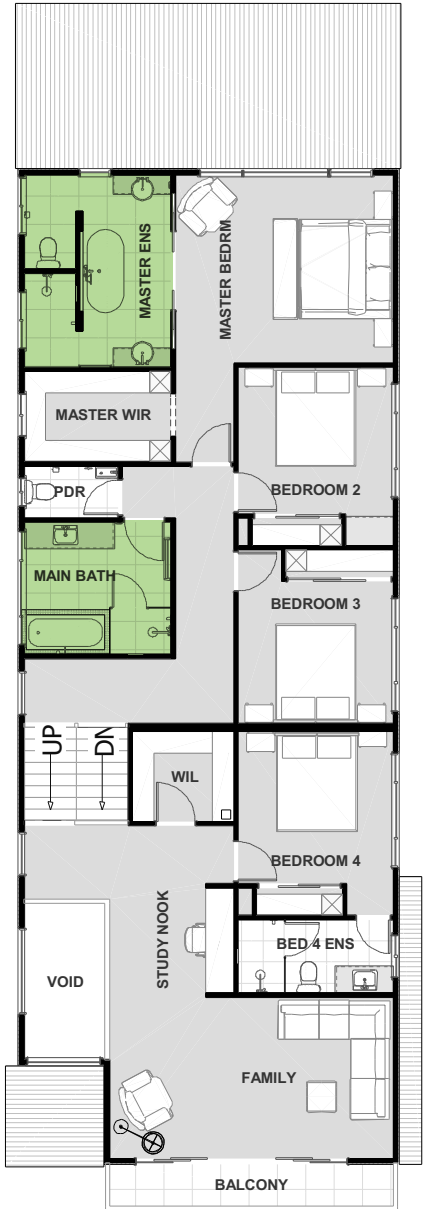 MASTER ENS
MASTER BEDRM
MASTER WIR
BEDROOM 2
PDR
MAIN BATH
BEDROOM 3
UP
DN
WIL
BEDROOM 4
STUDY NOOK
BED 4 ENS
VOID
FAMILY
BALCONY